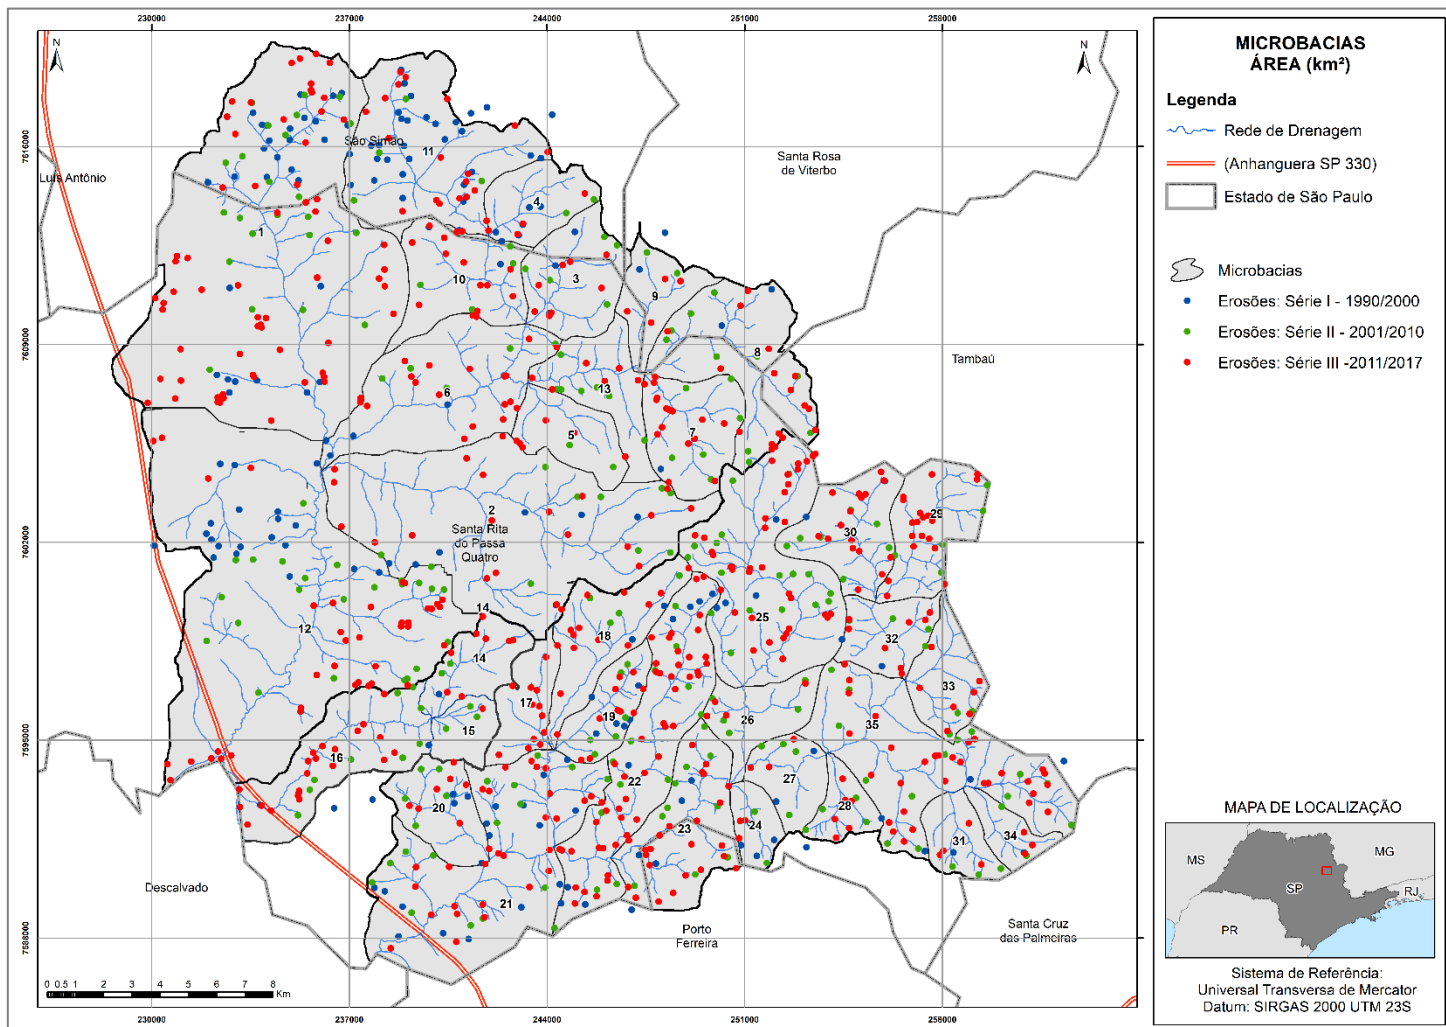 230000
237000
244000
251000
258000
N
N
7616000
7609000
7602000
7595000
7588000
São Simão
11
Santa Rosa
de Viterbo
Luís Antônio
4
1
10
3
9
8
Tambaú
6
13
5
7
2
Santa Rita
do Passa
Quatro
29
30
14
12
18
25
32
14
33
17
19
26
35
15
16
22
27
20
28
23
24
31
34
21
Descalvado
Porto
Ferreira
Santa Cruz
das Palmeiras
0 0.5 1 2 3 4 5 6 7 8
Km
230000
237000
244000
251000
258000
MICROBACIAS
ÁREA (km²)
Legenda
Rede de Drenagem
(Anhanguera SP 330)
Estado de São Paulo
Microbacias
Erosões: Série I - 1990/2000
Erosões: Série II - 2001/2010
Erosões: Série III -2011/2017
MAPA DE LOCALIZAÇÃO
MS
MG
SP
RJ
PR
Sistema de Referência:
Universal Transversa de Mercator
Datum: SIRGAS 2000 UTM 23S